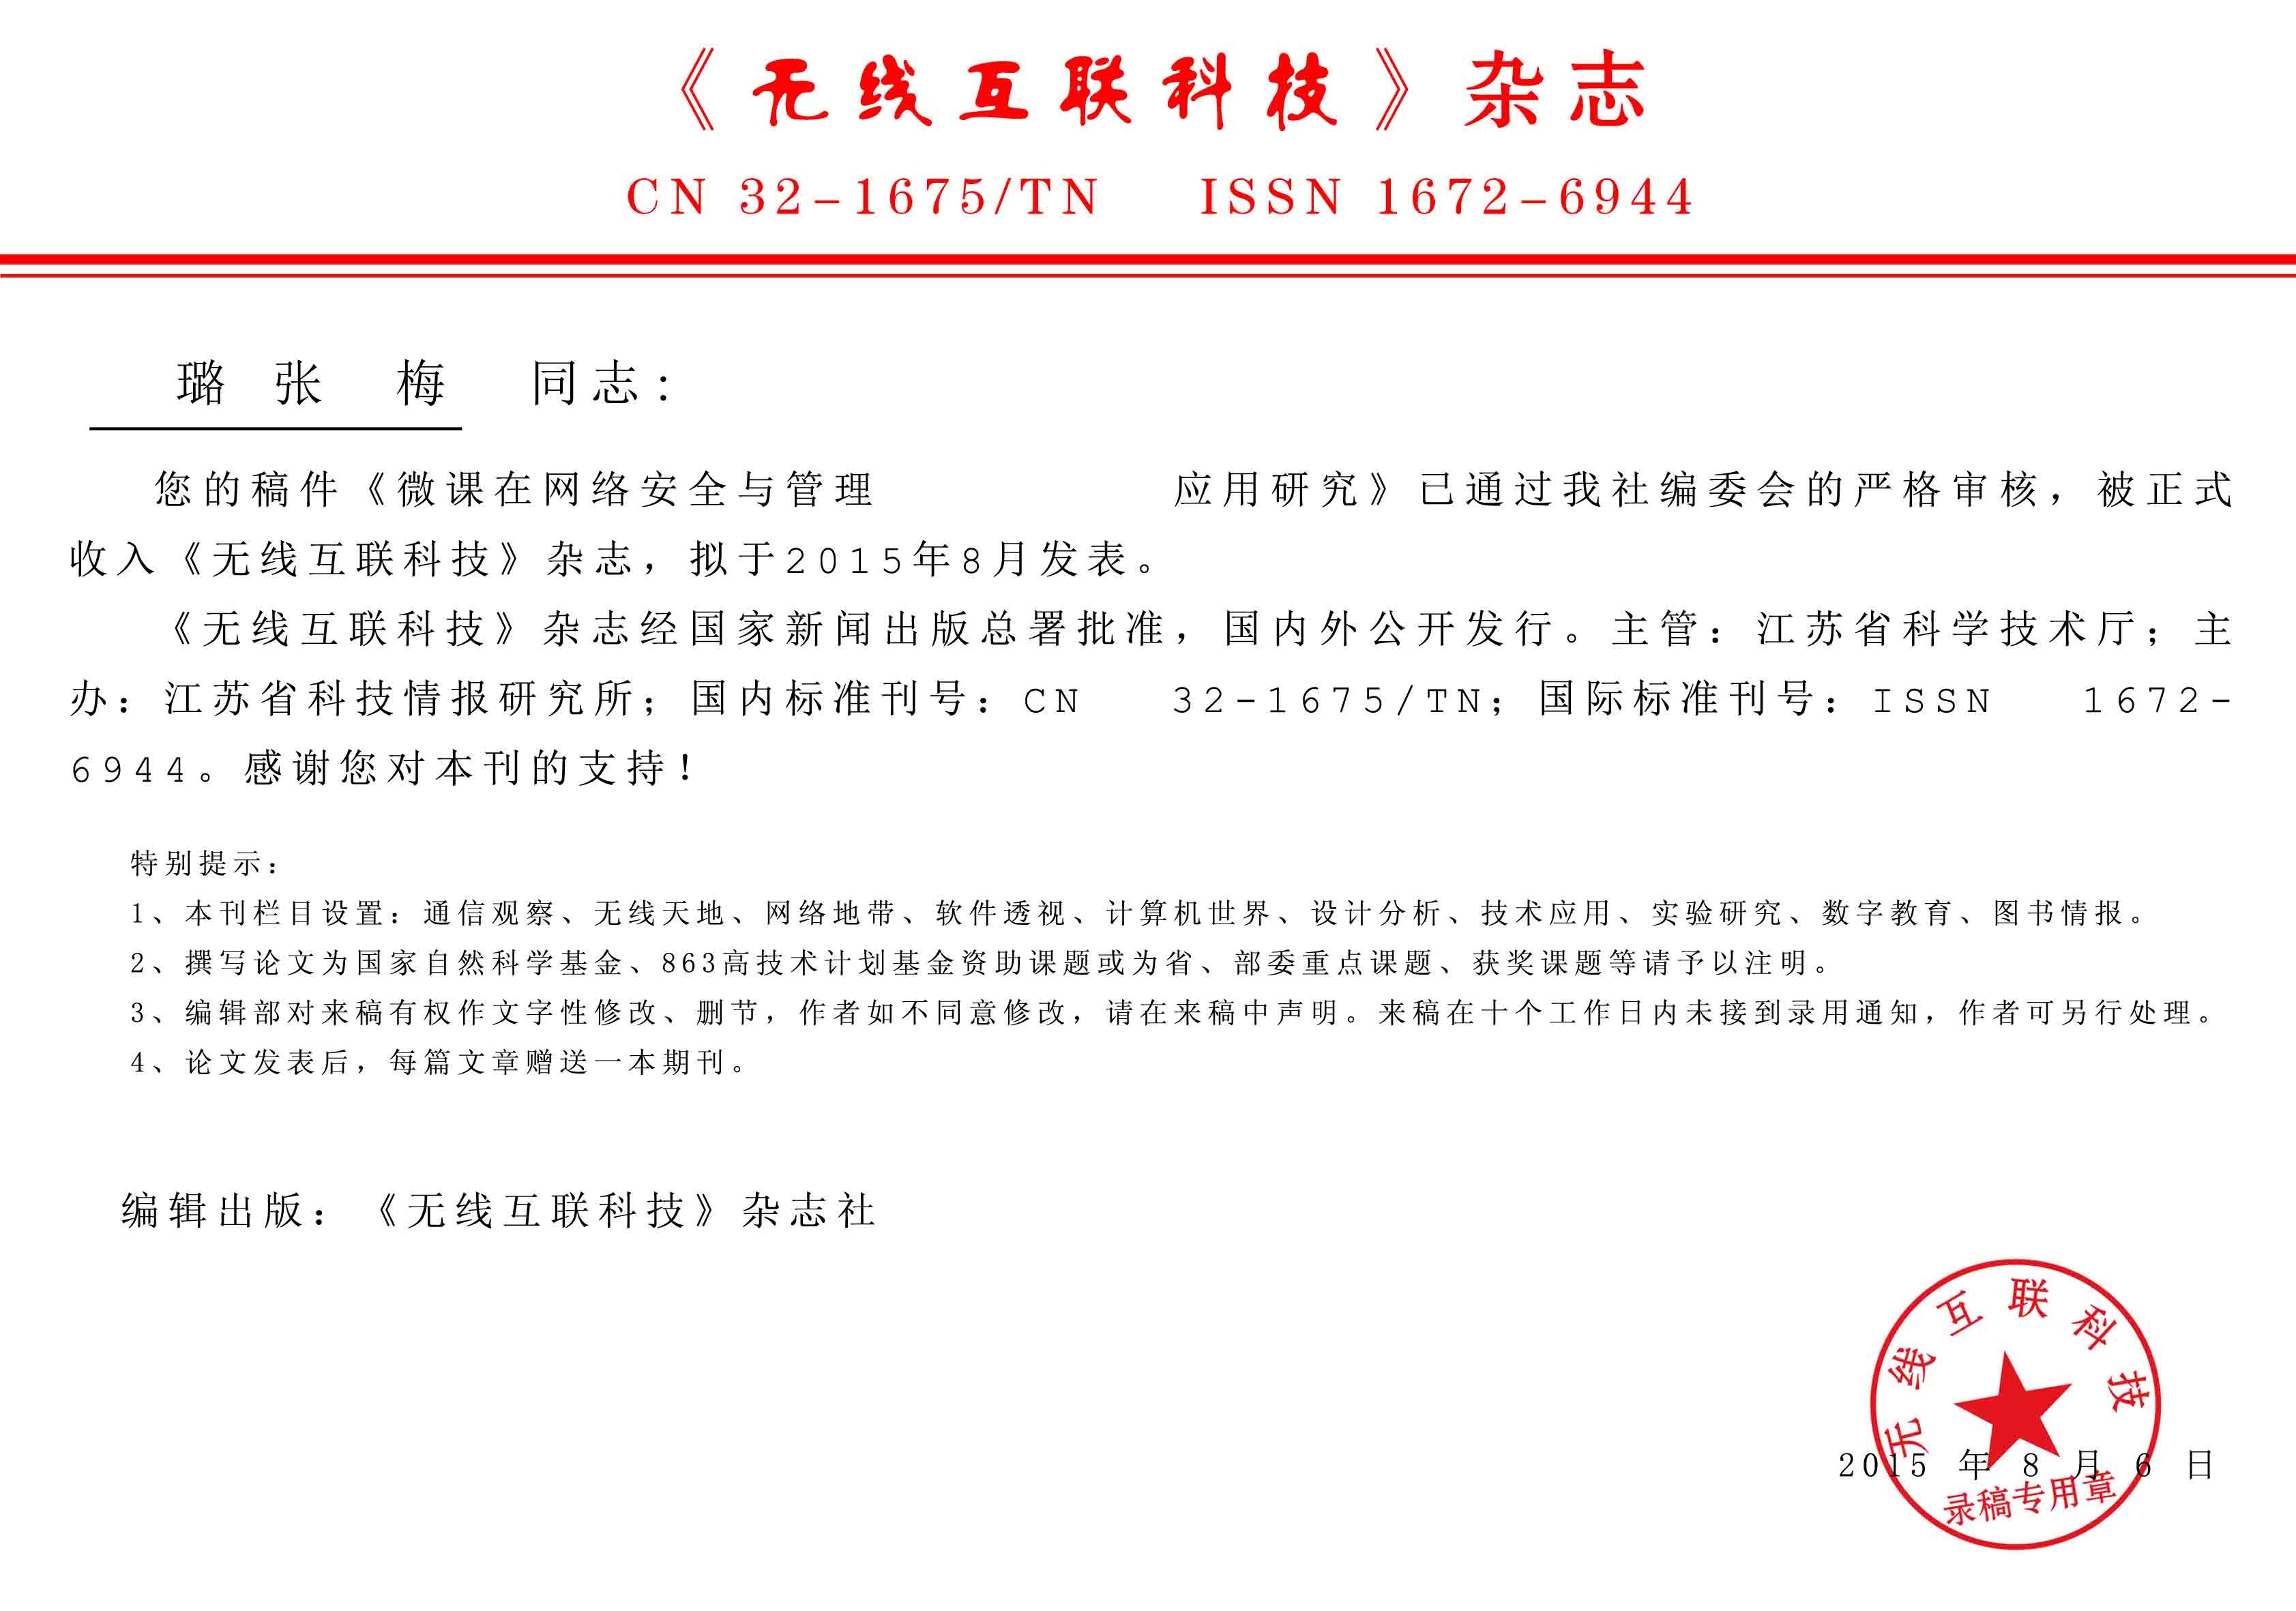 《无线互联科技》杂志
CN 32-1675/TN ISSN 1672-6944
璐 张 梅 同志：
您的稿件《微课在网络安全与管理 应用研究》已通过我社编委会的严格审核，被正式
收入《无线互联科技》杂志，拟于2015年8月发表。
《无线互联科技》杂志经国家新闻出版总署批准，国内外公开发行。主管：江苏省科学技术厅；主
办：江苏省科技情报研究所；国内标准刊号：CN 32-1675/TN；国际标准刊号：ISSN 1672-
6944。感谢您对本刊的支持！
特别提示：
1、本刊栏目设置：通信观察、无线天地、网络地带、软件透视、计算机世界、设计分析、技术应用、实验研究、数字教育、图书情报。
2、撰写论文为国家自然科学基金、863高技术计划基金资助课题或为省、部委重点课题、获奖课题等请予以注明。
3、编辑部对来稿有权作文字性修改、删节，作者如不同意修改，请在来稿中声明。来稿在十个工作日内未接到录用通知，作者可另行处理。
4、论文发表后，每篇文章赠送一本期刊。
编辑出版：《无线互联科技》杂志社
无线互联科技
2015 年 8 月 6 日
录稿专用章